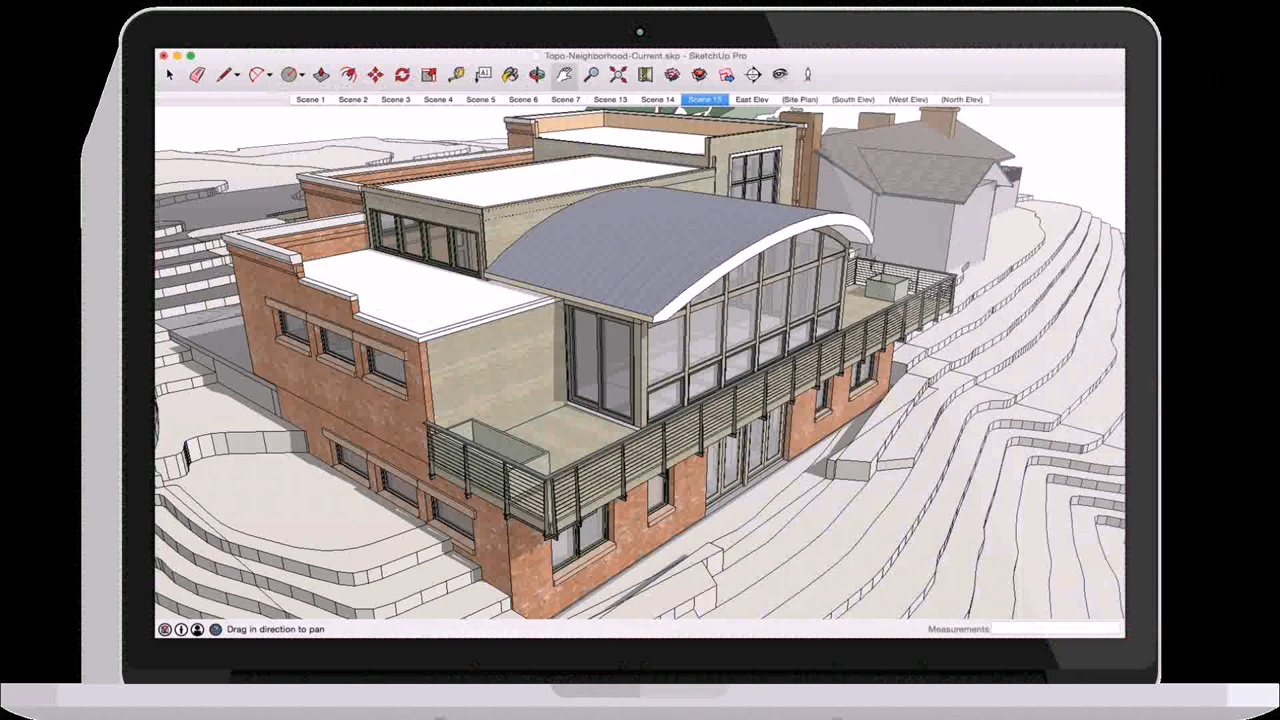 Topo-Neighborhood-Current.skp - SketchUp Pro
A1
Scene 1 Scene 2 Scene 3 Scene 4 Scene 5 Scene 6 Scene 7 Scene 13 Scene 14 Scene 15 East Elev (Site Plan) (South Elev) (West Elev) (North Elev)
Drag in direction to pan Measurements